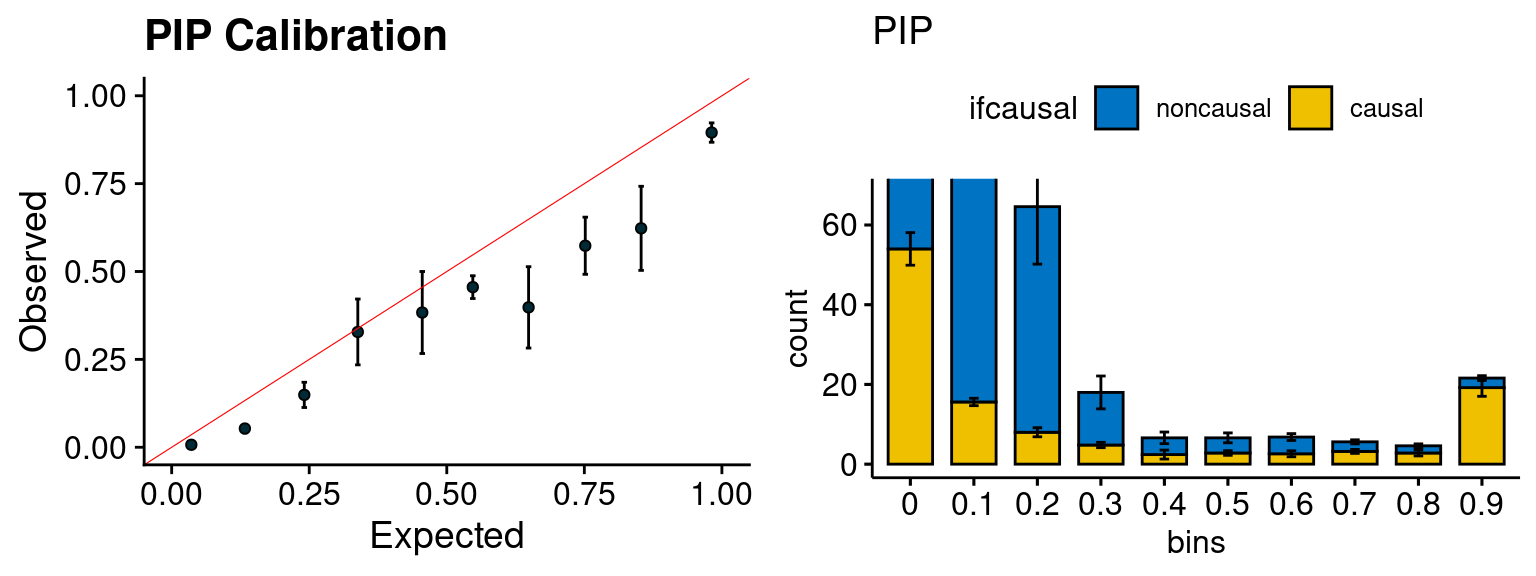 PIP Calibration
Observed
1.00
0.75
0.50
0.25
0.00
0.00 0.25 0.50 0.75 1.00
Expected
PIP
ifcausal noncausal causal
count
60
40
20
0
0 0.1 0.2 0.3 0.4 0.5 0.6 0.7 0.8 0.9
bins